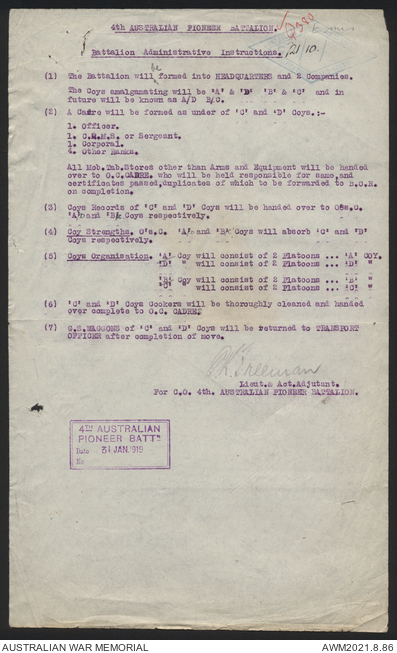 4th AUSTRALIAN PIONEER BATTALION.
Battalion Administrative Instructions.
21/10.
(1) The Battalion will be formed into HEADQUARTERS and 2 Companies.
The Coys amalgamating will be 'A' & 'D' 'B' & 'C' and in
future will be known as A/D B/C.
(2) A Cadre will be formed as under of 'C' and 'D' Coys.:-
1. Officer.
1. C.Q.M.S. or Sergeant.
1. Corporal.
4. Other Ranks.
All Mob.Tab.Stores other than Arms and Equipment will be handed
over to O.C.CADRE. who will be held responsible for same,and
certificates passed,duplicates of which to be forwarded to B.O.R.
on completion.
(3) Coys Records of 'C' and 'D' Coys will be handed over to OsC.
'A/D and 'B/C Coys respectively.
(4) Coy Strengths. O's.C. 'A/D and 'B/C Coys will absorb 'C' and 'D'
Coys respectively.
(5) Coys Organisation. 'A/D Coy will consist of 2 Platoons ... 'A' COY.
'D' " will consist of 2 Platoons ... 'D' "
'B/C Coy will consist of 2 Platoons ... 'B' "
'C' will consist of 2 Platoons ... 'C' "
(6) 'C' and 'D' Coys Cookers will be thoroughly cleaned and handed
over complete to O.C. CADRE.
(7) G.S.WAGGONS of 'C' and 'D' Coys will be returned to TRANSPORT
OFFICER after completion of move.
Freeman
Lieut.& Act.Adjutant.
For C.O. 4th. AUSTRALIAN PIONEER BATTALION.
4TH AUSTRALIAN
PIONEER BATTN
Date 31 JAN. 1919
No
AUSTRALIAN WAR MEMORIAL
AWM2021.8.86